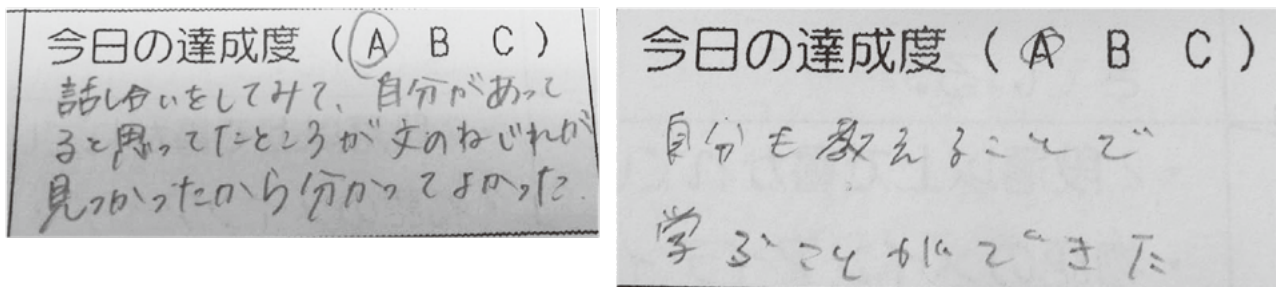 今日の達成度（A B C）
話し合いをしてみて、自分があって
ると思ってたところが文のねじれが
見つかったから分かってよかった.
今日の達成度（A B C）
自分も教えることで
学ぶことができた